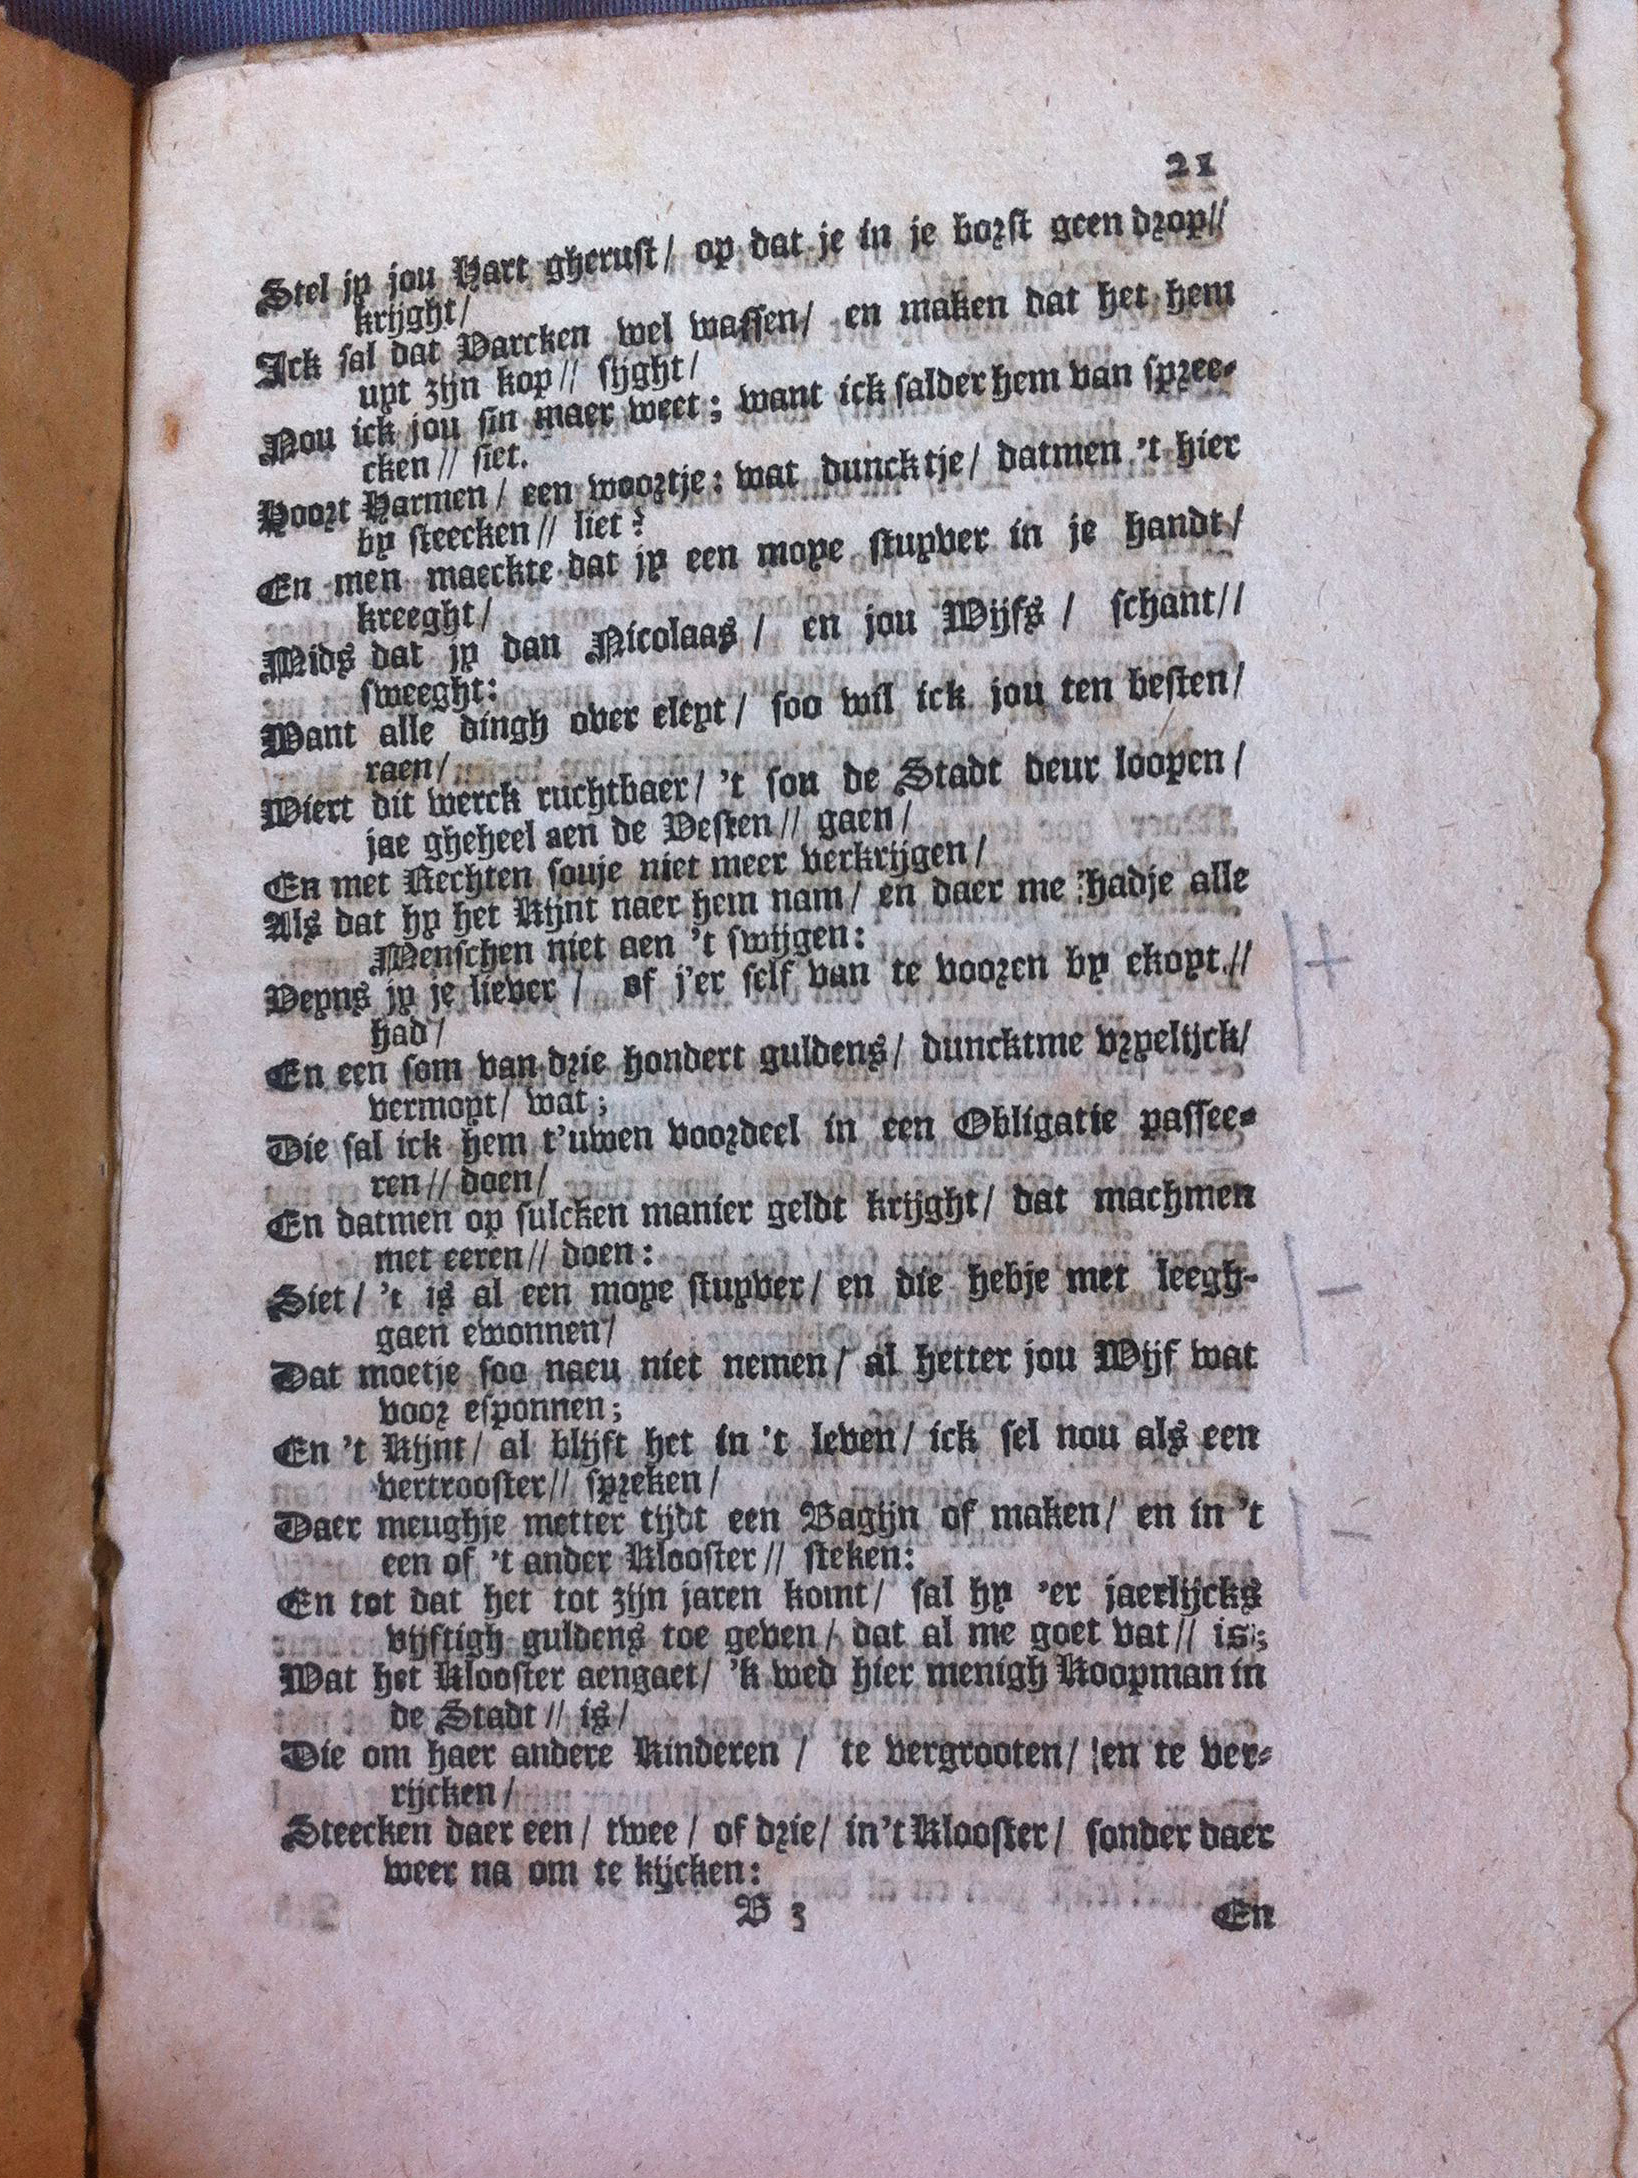 21
Stel jy jou Hart gherust/ op dat je in je borst geen drop//
krijght/
Ick sal dat Varcken wel wassen/ en maken dat het hem
uyt zijn kop// sijght/
Nou ick jou sin maer weet; want ick salder hem van spree-
cken// siet.
Hoort Harmen/ een woortje: wat duncktje/ datmen 't hier
by steecken// liet?
En men maeckte dat jy een moye stuyver in je handt/
kreeght/
Mids dat jy dan Nicolaas/ en jou Wijfs/ schant//
sweeght:
Want alle dingh over eleyt/ soo wil ick jou ten besten/
raen/
Wiert dit werck ruchtbaer/ 't sou de Stadt deur loopen/
jae gheheel aen de Vesten// gaen/
En met Rechten souje niet meer verkrijgen/
Als dat hy het Kijnt naer hem nam/ en daer me hadje alle
Menschen niet aen 't swijgen:
Veyns jy je liever/ of j'er self van te vooren by ekoyt//
had/
En een som van drie hondert guldens/ duncktme vryelijck/
vermoyt/ wat;
Die sal ick hem t'uwen voordeel in een Obligatie passee-
ren// doen/
En datmen op sulcken manier geldt krijght/ dat machmen
met eeren// doen:
Siet/ 't is al een moye stuyver/ en die hebje met leegh-
gaen ewonnen/
Dat moetje soo naeu niet nemen/ al hetter jou Wijf wat
voor esponnen;
En 't Kijnt/ al blijft het in 't leven/ ick sel nou als een
vertrooster// spreken/
Daer meughje metter tijdt een Bagijn of maken/ en in 't
een of 't ander Klooster// steken:
En tot dat het tot zijn jaren komt/ sal hy 'er jaerlijcks
vijftigh guldens toe geven/ dat al me goet vat// is;
Wat het Klooster aengaet/ 'k wed hier menigh Koopman in
de Stadt// is/
Die om haer andere Kinderen/ te vergrooten/ en te ver-
rijcken/
Steecken daer een/ twee/ of drie/ in't Klooster/ sonder daer
weer na om te kijcken:
B 3 En